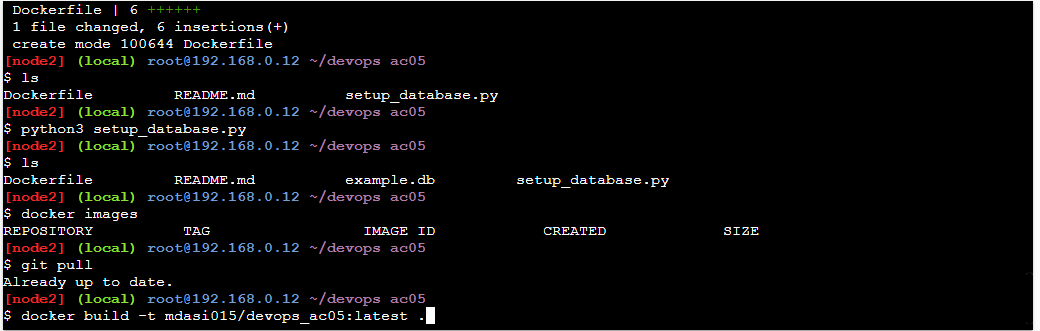 Dockerfile | 6 ++++++
1 file changed, 6 insertions(+)
create mode 100644 Dockerfile
[node2] (local) root@192.168.0.12 ~/devops ac05
$ ls
Dockerfile README.md setup_database.py
[node2] (local) root@192.168.0.12 ~/devops ac05
$ python3 setup_database.py
[node2] (local) root@192.168.0.12 ~/devops ac05
$ ls
Dockerfile README.md example.db setup_database.py
[node2] (local) root@192.168.0.12 ~/devops ac05
$ docker images
REPOSITORY TAG IMAGE ID CREATED SIZE
[node2] (local) root@192.168.0.12 ~/devops ac05
$ git pull
Already up to date.
[node2] (local) root@192.168.0.12 ~/devops ac05
$ docker build -t mdasi015/devops_ac05:latest .